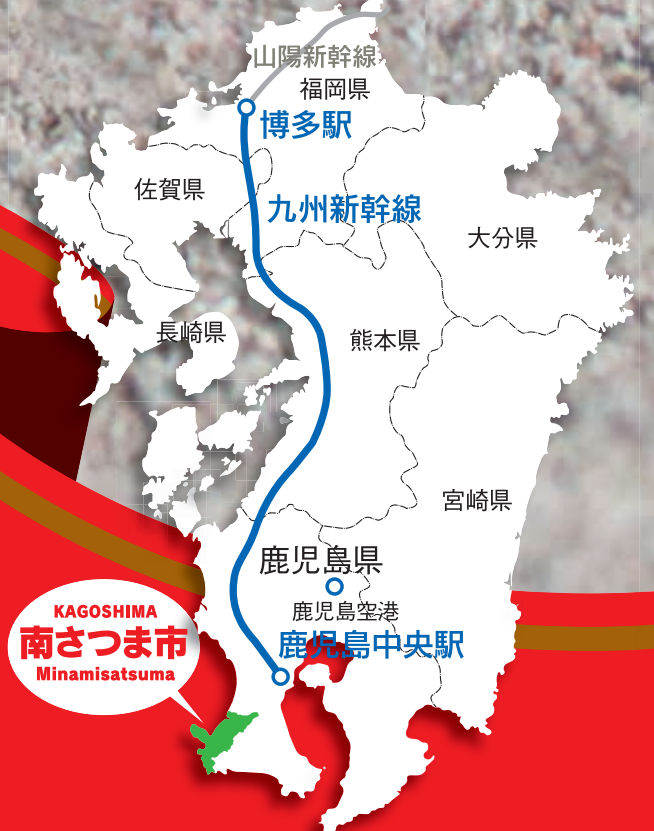 山陽新幹線
福岡県
博多駅
佐賀県
九州新幹線
大分県
長崎県
熊本県
宮崎県
鹿児島県
鹿児島空港
鹿児島中央駅
KAGOSHIMA
南さつま市
Minamisatsuma